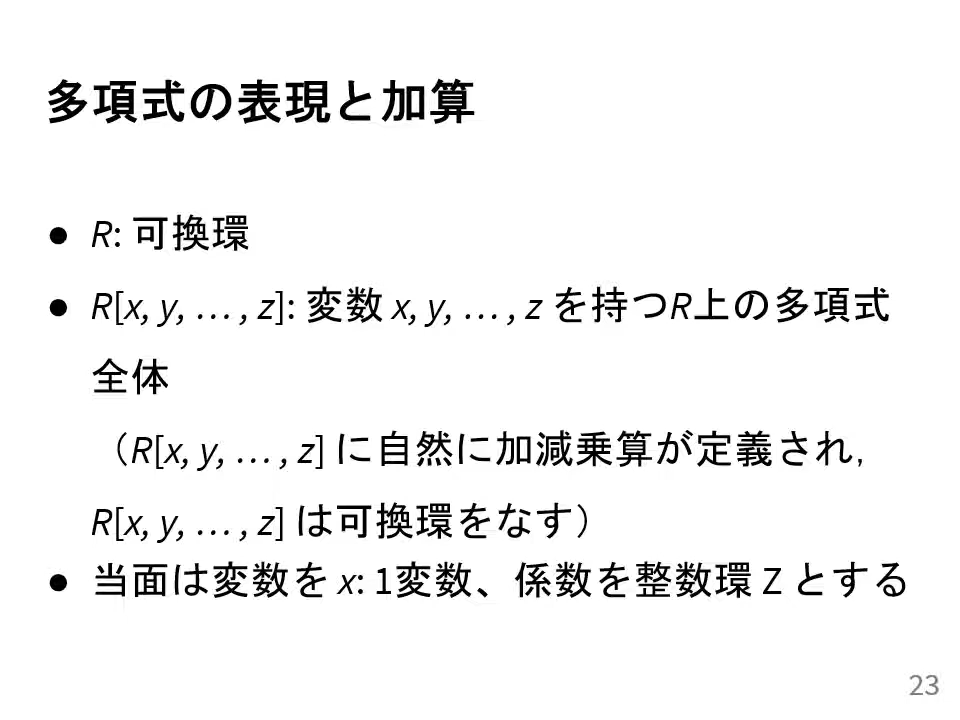 多項式の表現と加算
● R: 可換環
● R[x, y, … , z]: 変数 x, y, … , z を持つR上の多項式
全体
（R[x, y, … , z] に自然に加減乗算が定義され，
R[x, y, … , z] は可換環をなす）
● 当面は変数を x: 1変数、係数を整数環 Z とする
23